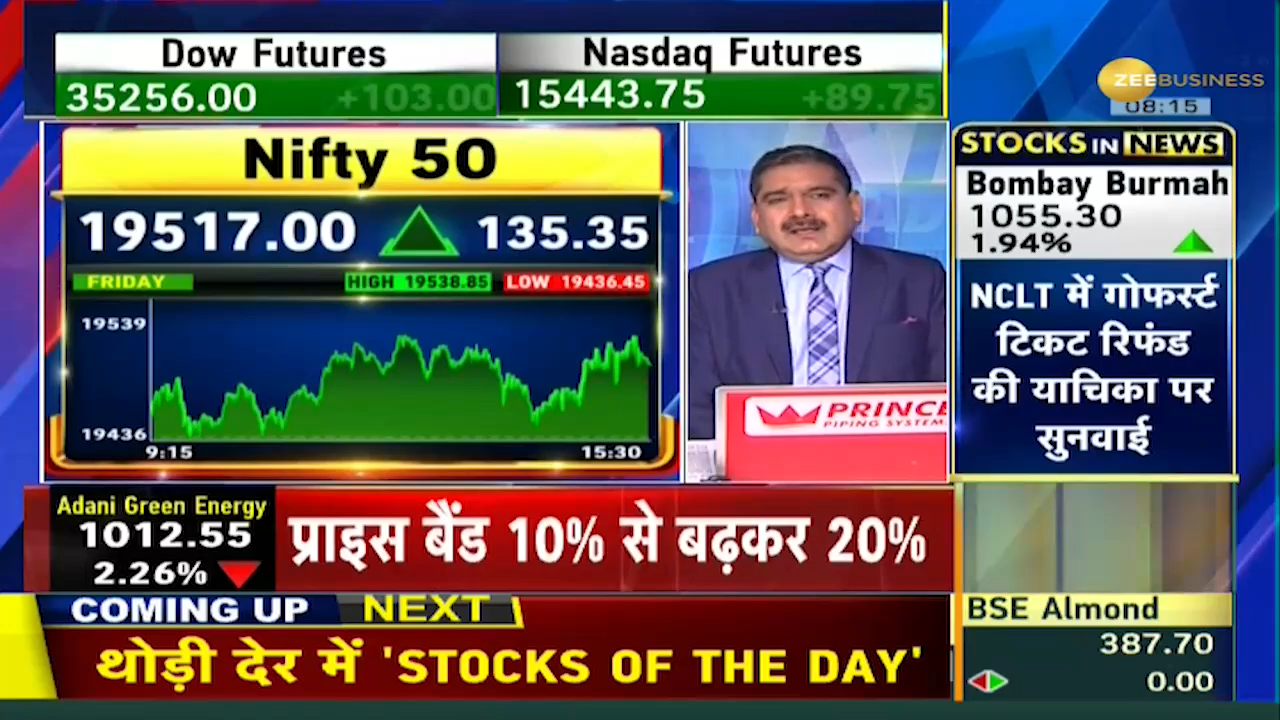 Dow Futures
35256.00 +103.00
Nasdaq Futures
15443.75 +89.75
ZEEBUSINESS
08:15
Nifty 50
19517.00 135.35
FRIDAY HIGH 19538.85 LOW 19436.45
19539
19436
9:15 15:30
PRINCE
PIPING SYSTEM
STOCKS IN NEWS
Bombay Burmah
1055.30
1.94%
NCLT में गोफर्स्ट
टिकट रिफंड
की याचिका पर
सुनवाई
Adani Green Energy
1012.55
2.26%
प्राइस बैंड 10% से बढ़कर 20%
COMING UP NEXT
थोड़ी देर में 'STOCKS OF THE DAY'
BSE Almond
387.70
0.00